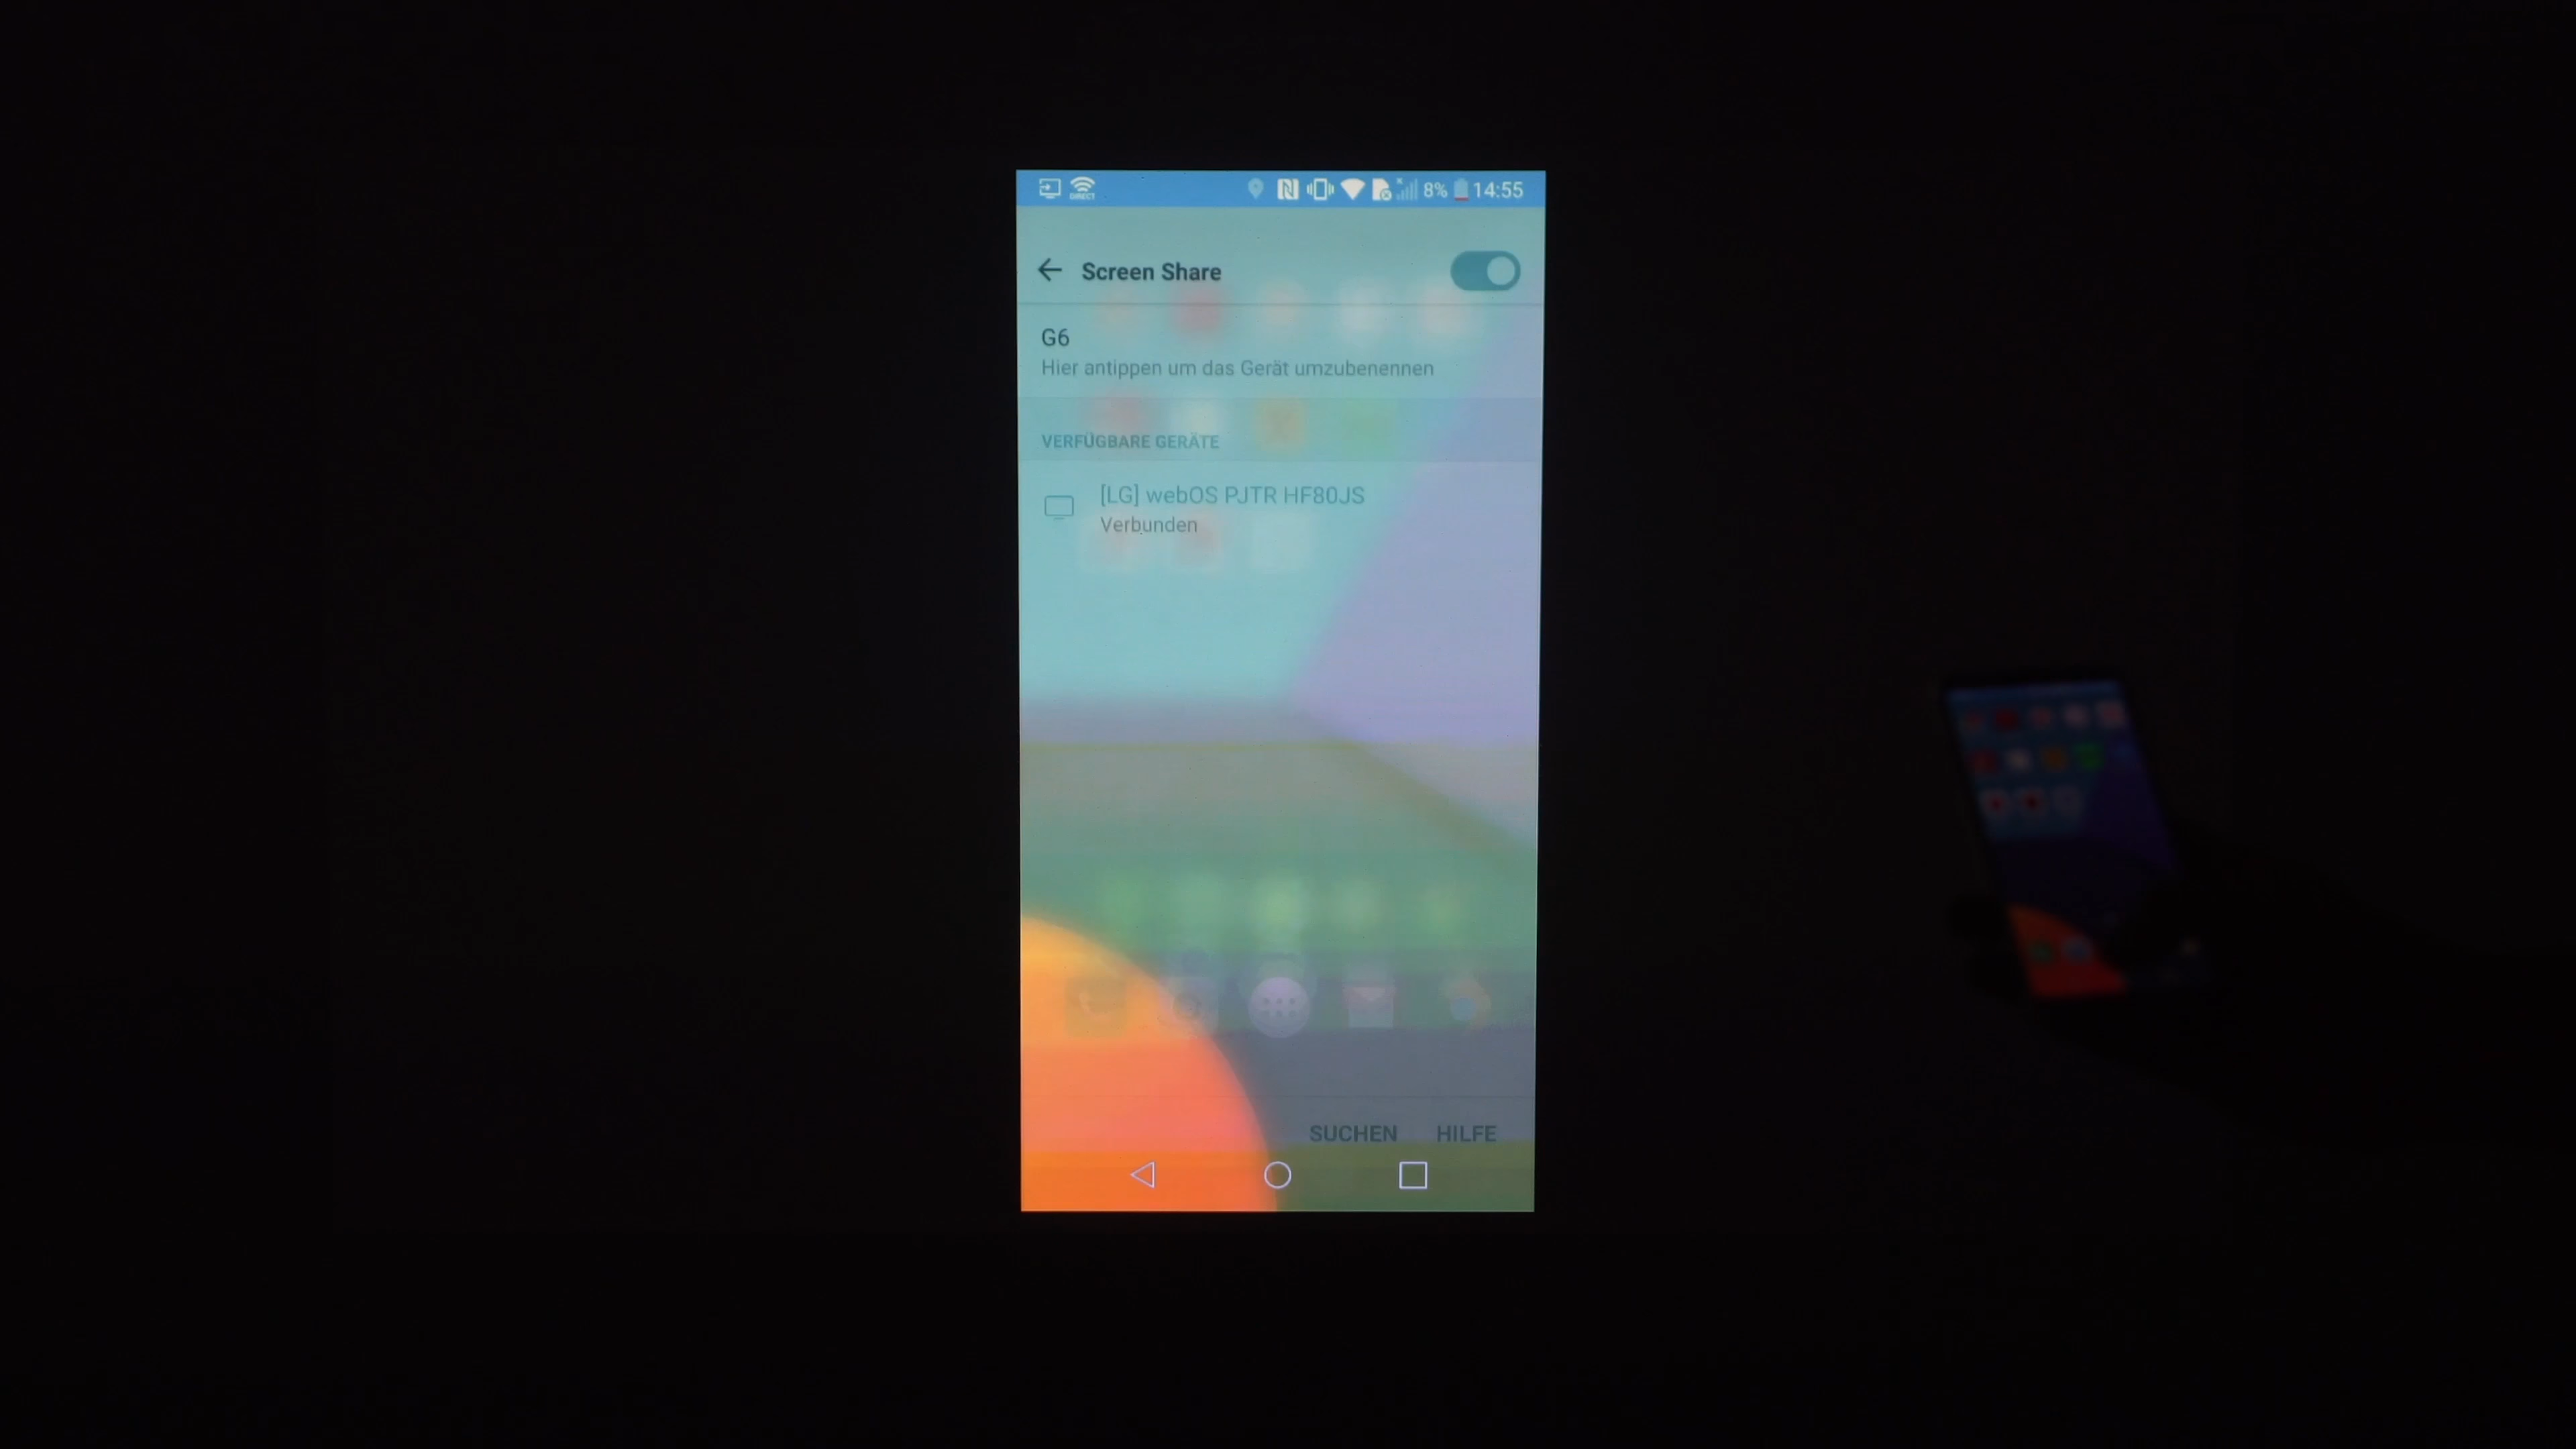 DIRECT 8% 14:55
Screen Share
G6
Hier antippen um das Gerät umzubenennen
VERFÜGBARE GERÄTE
[LG] webOS PJTR HF80JS
Verbunden
SUCHEN HILFE